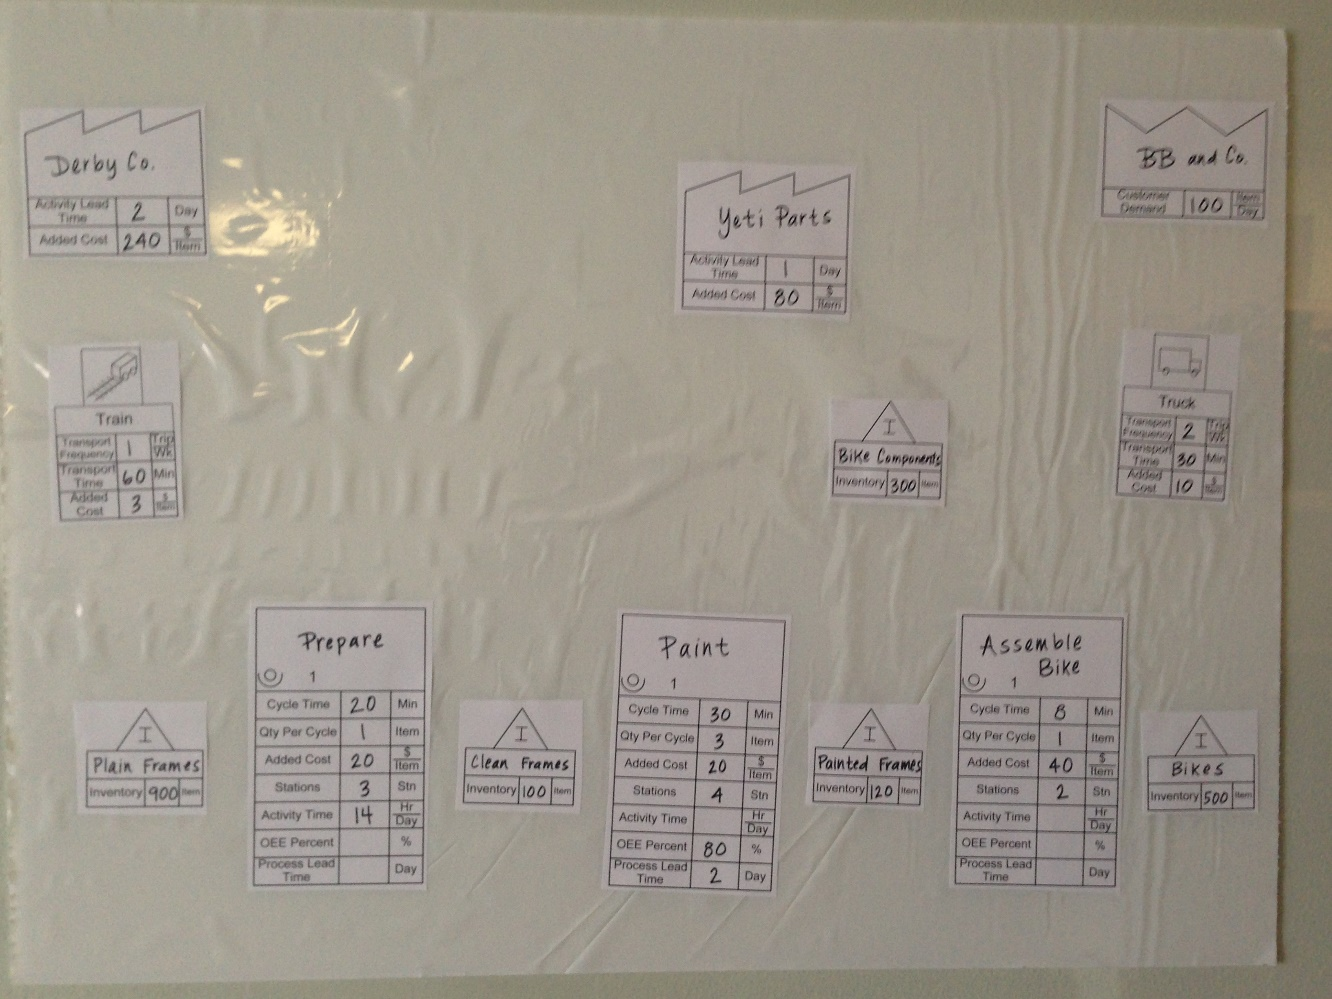 Derby Co.
Activity Lead Time 2 Day
Added Cost 240 $ Item
Yeti Parts
Activity Lead Time 1 Day
Added Cost 80 $ Item
BB and Co.
Customer Demand 100 Item Day
Train
Transport Frequency 1 Trip Wk
Transport Time 60 Min
Added Cost 3 $ Item
I
Bike Components
Inventory 300 Item
Truck
Transport Frequency 2 Trip Wk
Transport Time 30 Min
Added Cost 10 $ Item
I
Plain Frames
Inventory 900 Item
Prepare
1
Cycle Time 20 Min
Qty Per Cycle 1 Item
Added Cost 20 $ Item
Stations 3 Stn
Activity Time 14 Hr Day
OEE Percent %
Process Lead Time Day
I
Clean Frames
Inventory 100 Item
Paint
1
Cycle Time 30 Min
Qty Per Cycle 3 Item
Added Cost 20 $ Item
Stations 4 Stn
Activity Time Hr Day
OEE Percent 80 %
Process Lead Time 2 Day
I
Painted Frames
Inventory 120 Item
Assemble
Bike
1
Cycle Time 8 Min
Qty Per Cycle 1 Item
Added Cost 40 $ Item
Stations 2 Stn
Activity Time Hr Day
OEE Percent %
Process Lead Time Day
I
Bikes
Inventory 500 Item